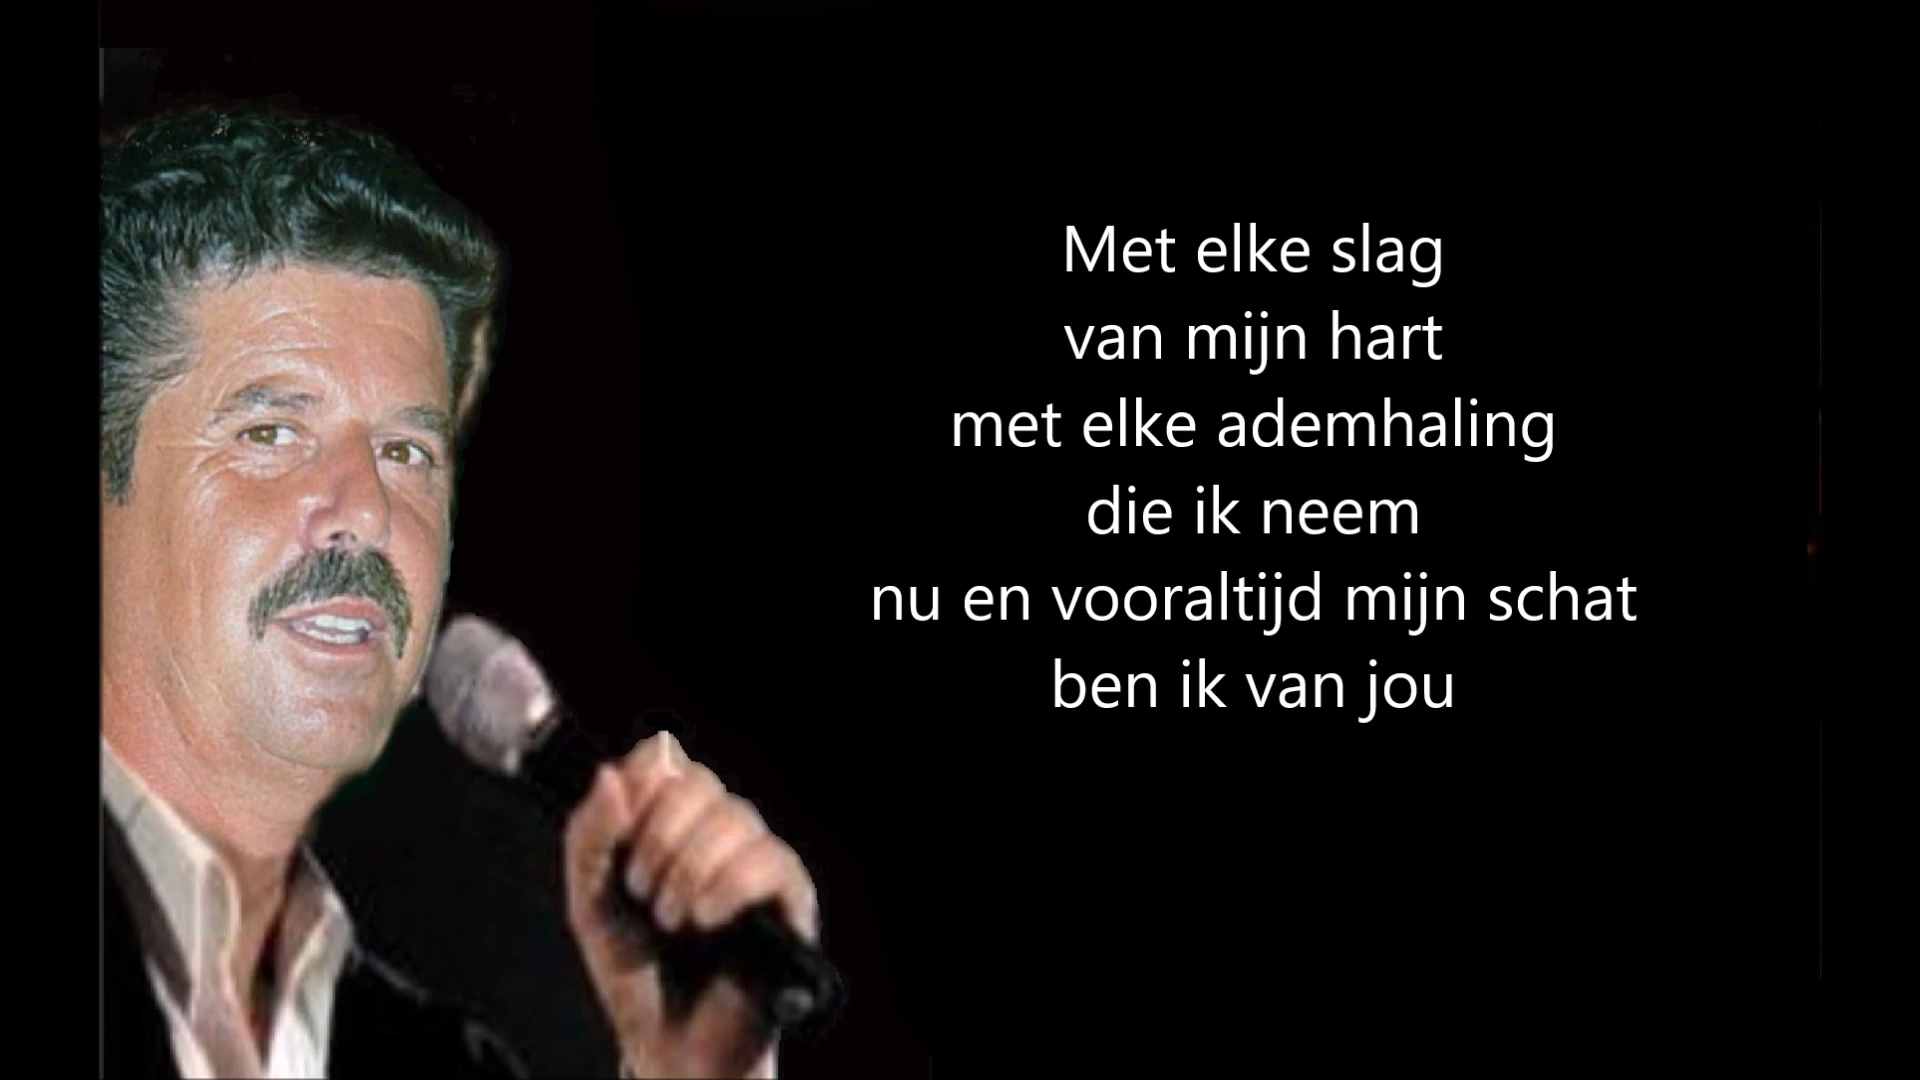 Met elke slag
van mijn hart
met elke ademhaling
die ik neem
nu en vooraltijd mijn schat
ben ik van jou